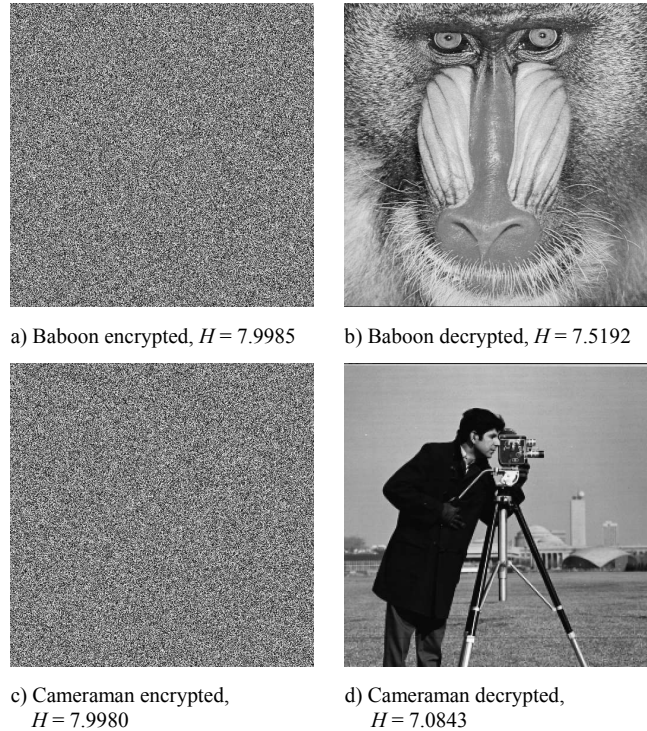 a) Baboon encrypted, H = 7.9985
b) Baboon decrypted, H = 7.5192
c) Cameraman encrypted,
H = 7.9980
d) Cameraman decrypted,
H = 7.0843